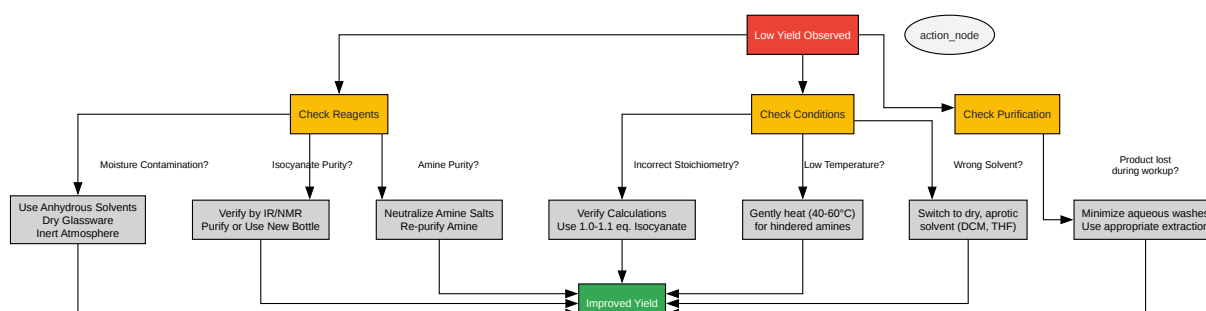 Low Yield Observed
action_node
Check Reagents
Check Conditions
Check Purification
Moisture Contamination?
Isocyanate Purity?
Amine Purity?
Incorrect Stoichiometry?
Low Temperature?
Wrong Solvent?
Product lost
during workup?
Use Anhydrous Solvents
Dry Glassware
Inert Atmosphere
Verify by IR/NMR
Purify or Use New Bottle
Neutralize Amine Salts
Re-purify Amine
Verify Calculations
Use 1.0-1.1 eq. Isocyanate
Gently heat (40-60°C)
for hindered amines
Switch to dry, aprotic
solvent (DCM, THF)
Minimize aqueous washes
Use appropriate extraction
Improved Yield